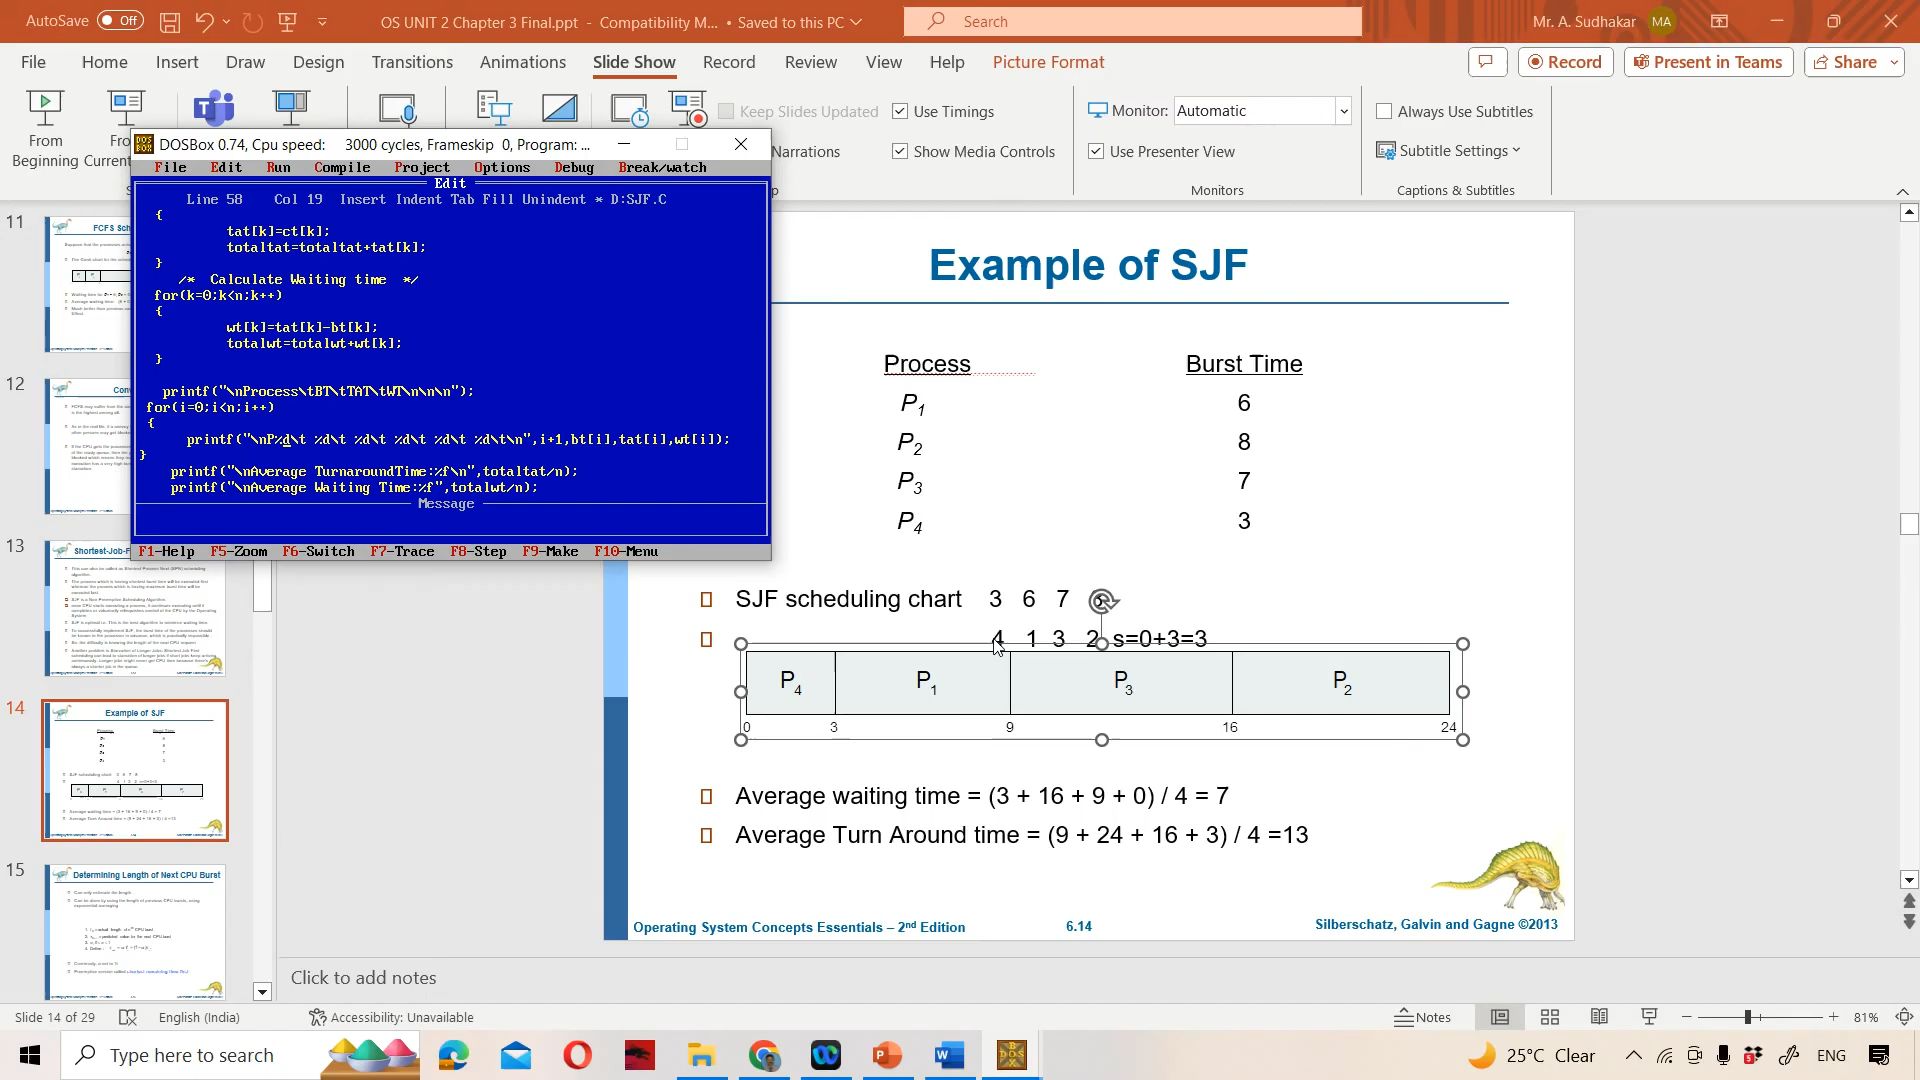 AutoSave Off
OS UNIT 2 Chapter 3 Final.ppt - Compatibility M... • Saved to this PC
Search
Mr. A. Sudhakar MA
File Home Insert Draw Design Transitions Animations Slide Show Record Review View Help Picture Format
Record Present in Teams Share
From
Beginning
Current
Keep Slides Updated
Use Timings
Narrations
Show Media Controls
Monitor: Automatic
Use Presenter View
Monitors
Always Use Subtitles
Subtitle Settings
Captions & Subtitles
DOSBox 0.74, Cpu speed: 3000 cycles, Frameskip 0, Program: ...
File Edit Run Compile Project Options Debug Break/watch
Edit
Line 58 Col 19 Insert Indent Tab Fill Unindent * D:SJF.C
{
tat[k]=ct[k];
totaltat=totaltat+tat[k];
}
/* Calculate Waiting time */
for(k=0;k<n;k++)
{
wt[k]=tat[k]-bt[k];
totalwt=totalwt+wt[k];
}
printf("\nProcess\tBT\tTAT\tWT\n\n\n");
for(i=0;i<n;i++)
{
printf("\nP%d\t %d\t %d\t %d\t %d\t %d\t\n",i+1,bt[i],tat[i],wt[i]);
}
printf("\nAverage TurnaroundTime:%f\n",totaltat/n);
printf("\nAverage Waiting Time:%f",totalwt/n);
Message
F1-Help F5-Zoom F6-Switch F7-Trace F8-Step F9-Make F10-Menu
11
FCFS Sch
12
Con
13
Shortest-Job-F
14
Example of SJF
15
Determining Length of Next CPU Burst
Example of SJF
Process Burst Time
P1 6
P2 8
P3 7
P4 3
SJF scheduling chart 3 6 7
4 1 3 2 s=0+3=3
P4 P1 P3 P2
0 3 9 16 24
Average waiting time = (3 + 16 + 9 + 0) / 4 = 7
Average Turn Around time = (9 + 24 + 16 + 3) / 4 =13
Operating System Concepts Essentials – 2nd Edition
6.14
Silberschatz, Galvin and Gagne ©2013
Click to add notes
Slide 14 of 29 English (India) Accessibility: Unavailable Notes 81%
Type here to search
25°C Clear ENG